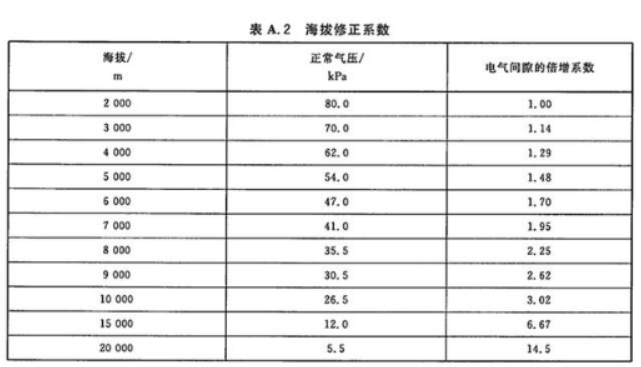 表 A.2 海拔修正系数
海拔/ 正常气压/ 电气间隙的倍增系数
m kPa
2 000 80.0 1.00
3 000 70.0 1.14
4 000 62.0 1.29
5 000 54.0 1.48
6 000 47.0 1.70
7 000 41.0 1.95
8 000 35.5 2.25
9 000 30.5 2.62
10 000 26.5 3.02
15 000 12.0 6.67
20 000 5.5 14.5